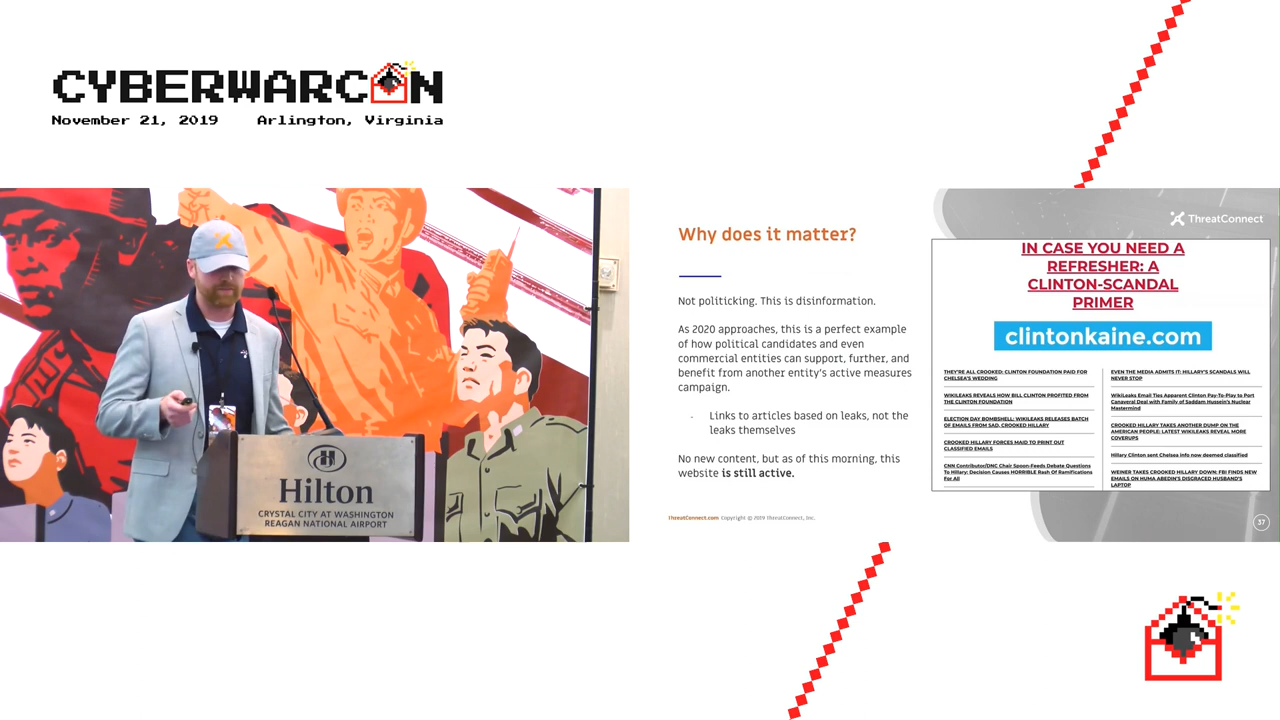 CYBERWARCON
November 21, 2019 Arlington, Virginia
Hilton
CRYSTAL CITY AT WASHINGTON
REAGAN NATIONAL AIRPORT
Why does it matter?
Not politicking. This is disinformation.
As 2020 approaches, this is a perfect example
of how political candidates and even
commercial entities can support, further, and
benefit from another entity's active measures
campaign.
- Links to articles based on leaks, not the
leaks themselves
No new content, but as of this morning, this
website is still active.
ThreatConnect.com Copyright © 2019 ThreatConnect, Inc.
ThreatConnect
IN CASE YOU NEED A
REFRESHER: A
CLINTON-SCANDAL
PRIMER
clintonkaine.com
THEY'RE ALL CROOKED: CLINTON FOUNDATION PAID FOR
CHELSEA'S WEDDING
WIKILEAKS REVEALS HOW BILL CLINTON PROFITED FROM
THE CLINTON FOUNDATION
ELECTION DAY BOMBSHELL: WIKILEAKS RELEASES BATCH
OF EMAILS FROM SAD, CROOKED HILLARY
CROOKED HILLARY FORCES MAID TO PRINT OUT
CLASSIFIED EMAILS
CNN Contributor/DNC Chair Spoon-Feeds Debate Questions
To Hillary: Decision Causes HORRIBLE Rash Of Ramifications
For All
EVEN THE MEDIA ADMITS IT: HILLARY'S SCANDALS WILL
NEVER STOP
WikiLeaks Email Ties Apparent Clinton Pay-To-Play to Port
Canaveral Deal with Family of Saddam Hussein's Nuclear
Mastermind
CROOKED HILLARY TAKES ANOTHER DUMP ON THE
AMERICAN PEOPLE: LATEST WIKILEAKS REVEAL MORE
COVERUPS
Hillary Clinton sent Chelsea info now deemed classified
WEINER TAKES CROOKED HILLARY DOWN: FBI FINDS NEW
EMAILS ON HUMA ABEDIN'S DISGRACED HUSBAND'S
LAPTOP
37